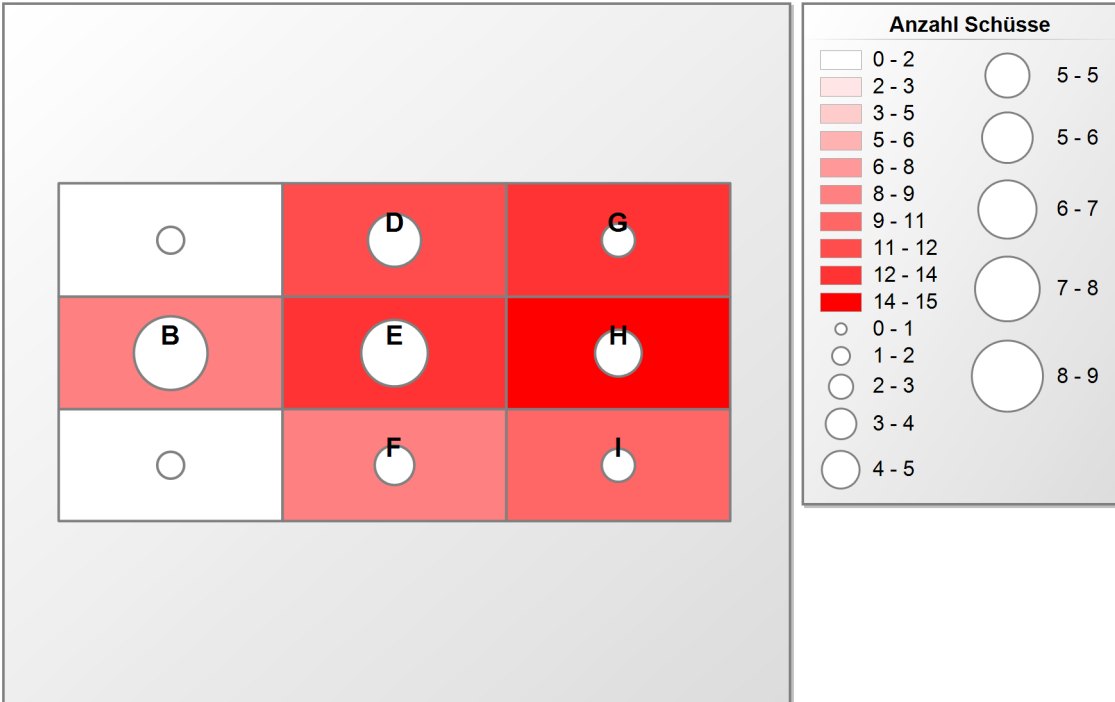 D
G
B
E
H
F
I
Anzahl Schüsse
0 - 2
2 - 3
3 - 5
5 - 6
6 - 8
8 - 9
9 - 11
11 - 12
12 - 14
14 - 15
0 - 1
1 - 2
2 - 3
3 - 4
4 - 5
5 - 5
5 - 6
6 - 7
7 - 8
8 - 9